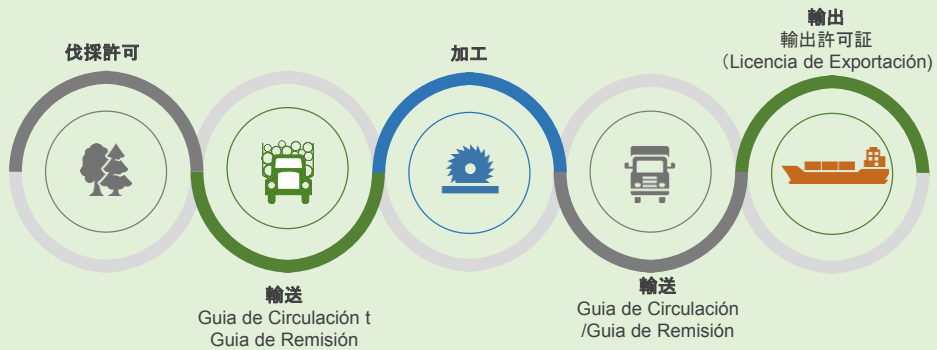 伐採許可
輸送
Guia de Circulación t
Guia de Remisión
加工
輸送
Guia de Circulación
/Guia de Remisión
輸出
輸出許可証
（Licencia de Exportación)